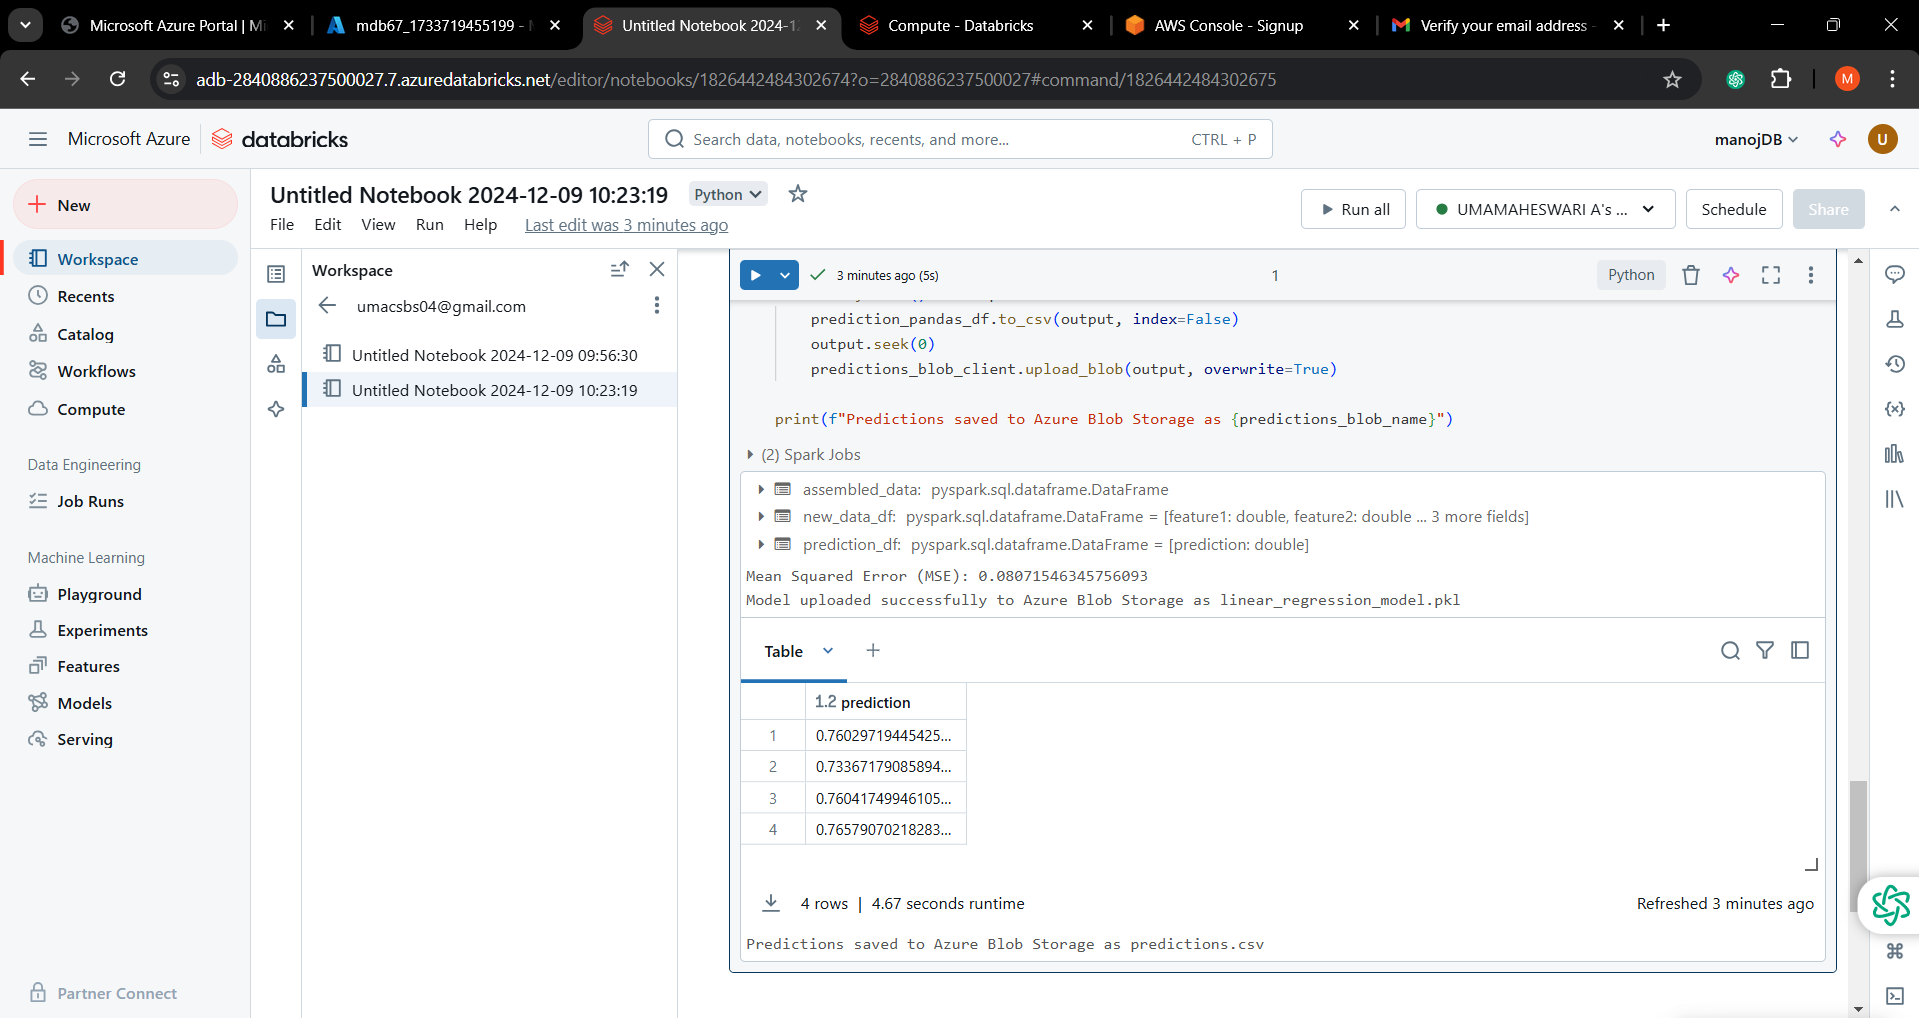 Microsoft Azure Portal | Mi
mdb67_1733719455199 - M
Untitled Notebook 2024-12
Compute - Databricks
AWS Console - Signup
Verify your email address -
adb-2840886237500027.7.azuredatabricks.net/editor/notebooks/1826442484302674?o=2840886237500027#command/1826442484302675
M
Microsoft Azure
databricks
Search data, notebooks, recents, and more...
CTRL + P
manojDB
U
New
Workspace
Recents
Catalog
Workflows
Compute
Data Engineering
Job Runs
Machine Learning
Playground
Experiments
Features
Models
Serving
Partner Connect
Untitled Notebook 2024-12-09 10:23:19
Python
File Edit View Run Help Last edit was 3 minutes ago
Run all
UMAMAHESWARI A's ...
Schedule
Share
Workspace
umacsbs04@gmail.com
Untitled Notebook 2024-12-09 09:56:30
Untitled Notebook 2024-12-09 10:23:19
3 minutes ago (5s)
1
Python
prediction_pandas_df.to_csv(output, index=False)
output.seek(0)
predictions_blob_client.upload_blob(output, overwrite=True)
print(f"Predictions saved to Azure Blob Storage as {predictions_blob_name}")
(2) Spark Jobs
assembled_data: pyspark.sql.dataframe.DataFrame
new_data_df: pyspark.sql.dataframe.DataFrame = [feature1: double, feature2: double ... 3 more fields]
prediction_df: pyspark.sql.dataframe.DataFrame = [prediction: double]
Mean Squared Error (MSE): 0.08071546345756093
Model uploaded successfully to Azure Blob Storage as linear_regression_model.pkl
Table
1.2 prediction
1 0.76029719445425...
2 0.73367179085894...
3 0.76041749946105...
4 0.76579070218283...
4 rows | 4.67 seconds runtime
Refreshed 3 minutes ago
Predictions saved to Azure Blob Storage as predictions.csv